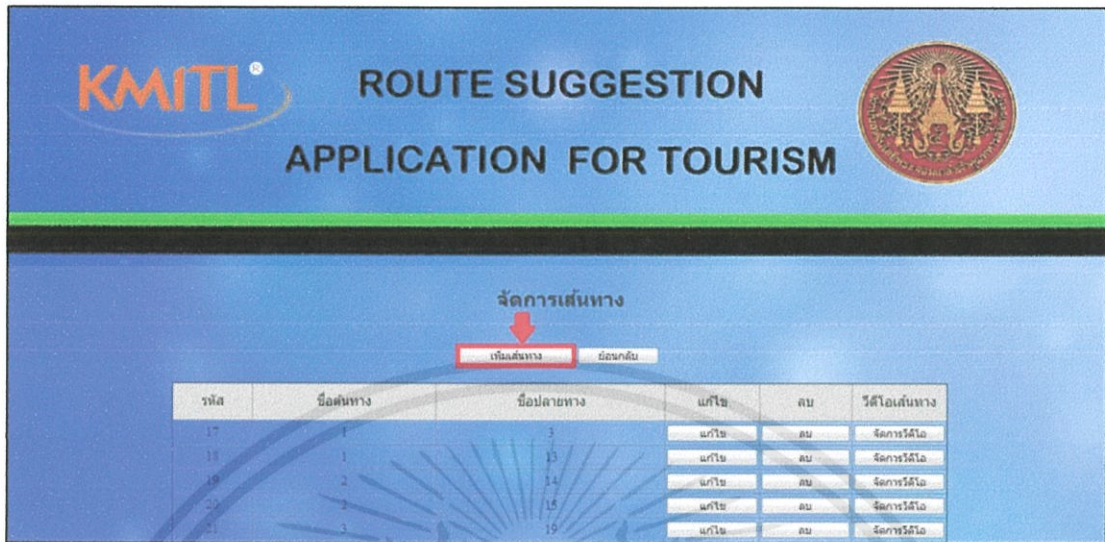 KMITL®
ROUTE SUGGESTION
APPLICATION FOR TOURISM
จัดการเส้นทาง
เพิ่มเส้นทาง ย้อนกลับ
รหัส ชื่อต้นทาง ชื่อปลายทาง แก้ไข ลบ วีดีโอเส้นทาง
17 1 3 แก้ไข ลบ จัดการวีดีโอ
18 1 13 แก้ไข ลบ จัดการวีดีโอ
19 2 14 แก้ไข ลบ จัดการวีดีโอ
20 2 15 แก้ไข ลบ จัดการวีดีโอ
21 3 19 แก้ไข ลบ จัดการวีดีโอ